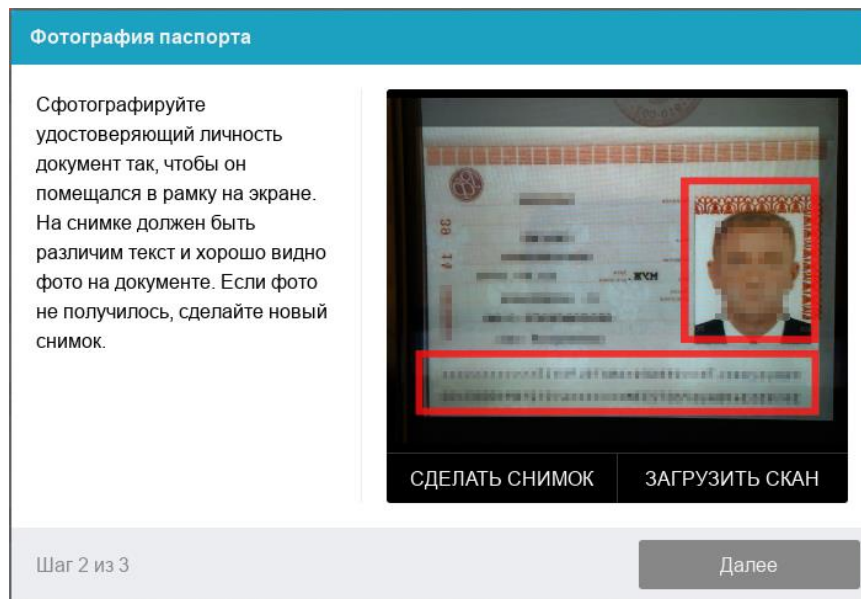 Фотография паспорта
Сфотографируйте
удостоверяющий личность
документ так, чтобы он
помещался в рамку на экране.
На снимке должен быть
различим текст и хорошо видно
фото на документе. Если фото
не получилось, сделайте новый
снимок.
МУЖ.
СДЕЛАТЬ СНИМОК
ЗАГРУЗИТЬ СКАН
Шаг 2 из 3
Далее